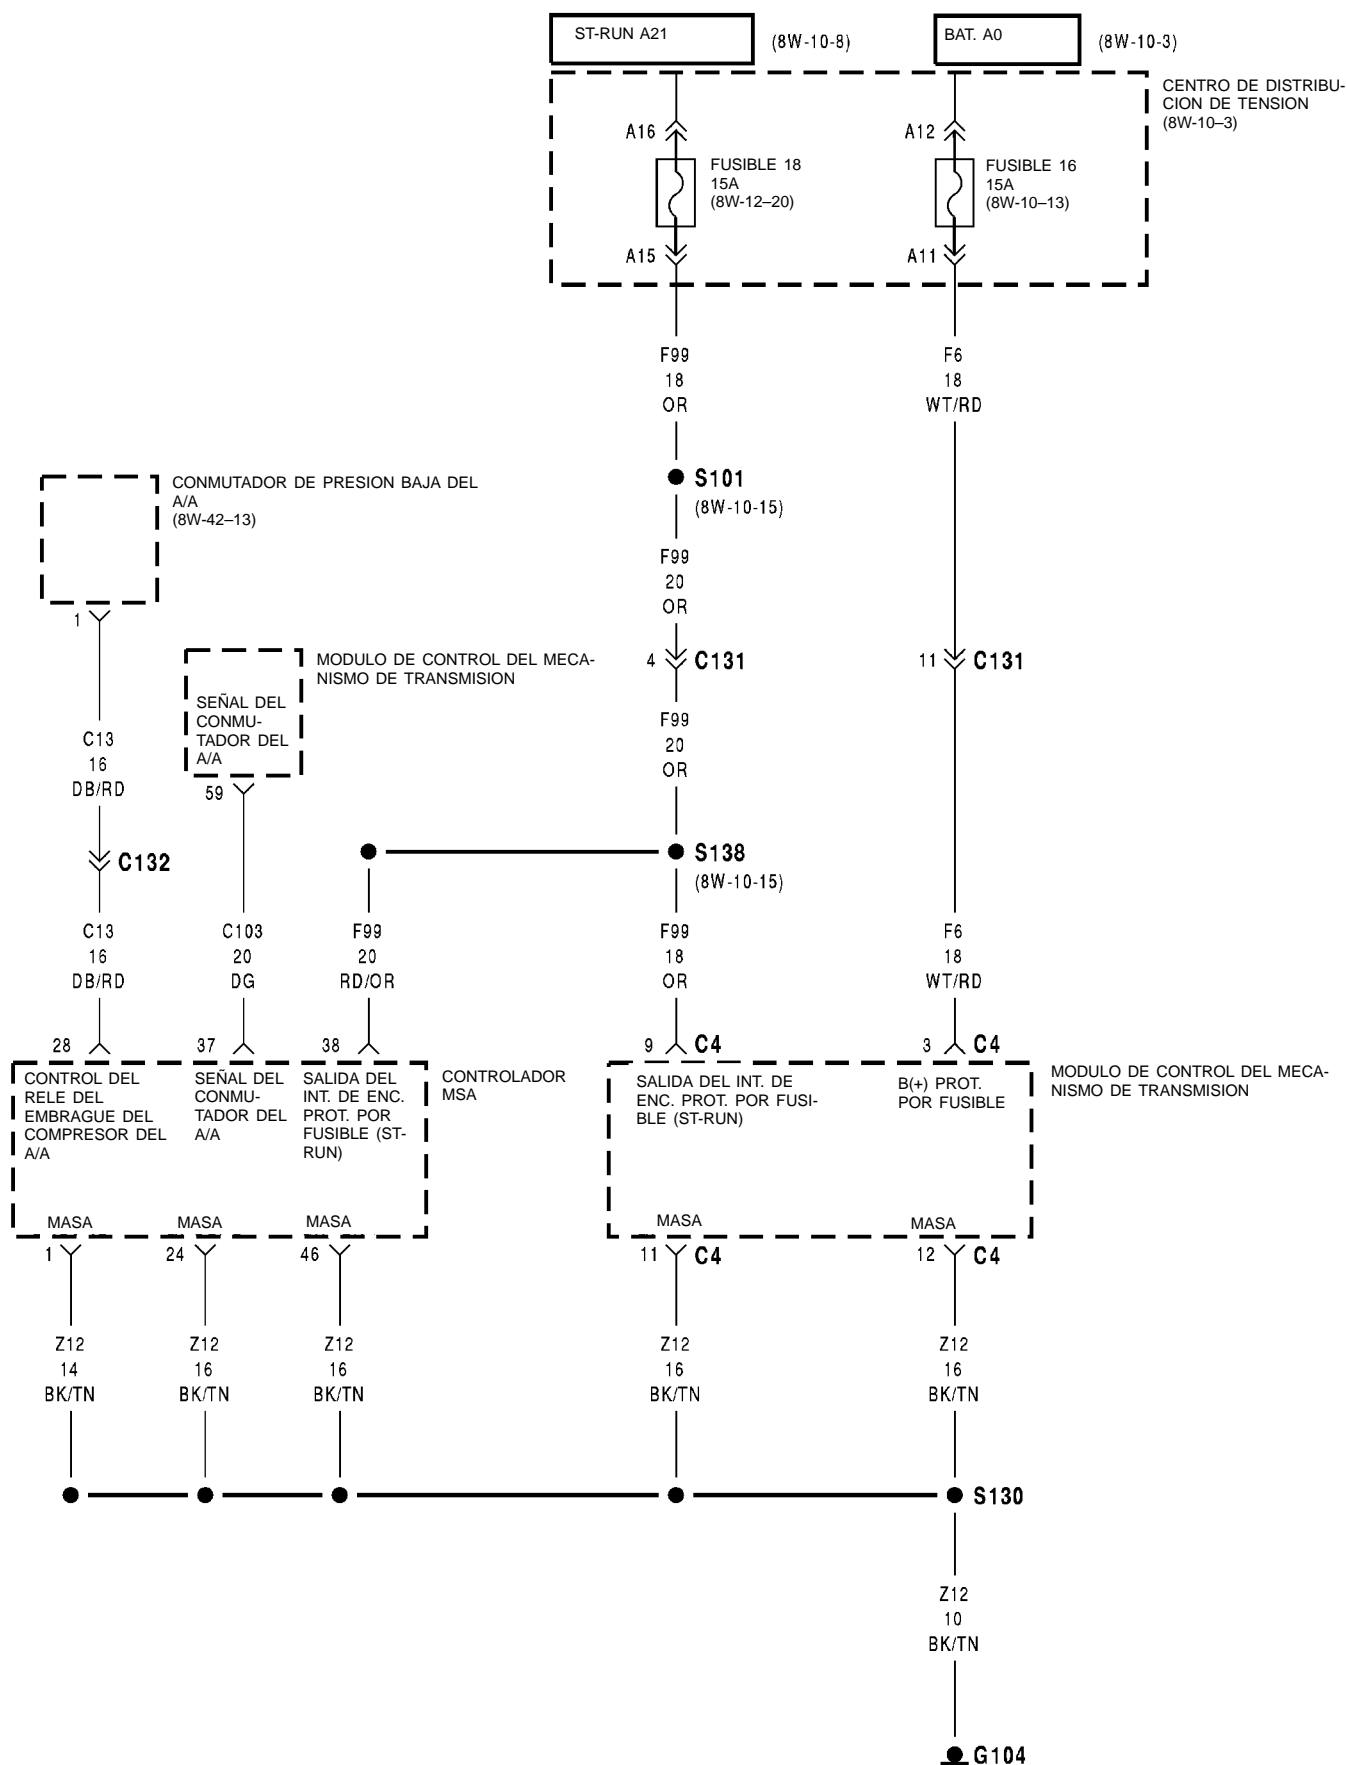 ST-RUN A21
(8W-10-8)
BAT. A0
(8W-10-3)
CENTRO DE DISTRIBU-
CION DE TENSION
(8W-10–3)
A16
A12
FUSIBLE 18
15A
(8W-12–20)
FUSIBLE 16
15A
(8W-10–13)
A15
A11
F99
18
OR
F6
18
WT/RD
S101
(8W-10-15)
CONMUTADOR DE PRESION BAJA DEL
A/A
(8W-42–13)
F99
20
OR
1
MODULO DE CONTROL DEL MECA-
NISMO DE TRANSMISION
4
C131
11
C131
SEÑAL DEL
CONMU-
TADOR DEL
A/A
F99
20
OR
C13
16
DB/RD
59
C132
S138
(8W-10-15)
C13
16
DB/RD
C103
20
DG
F99
20
RD/OR
F99
18
OR
F6
18
WT/RD
28
37
38
9
C4
3
C4
CONTROL DEL
RELE DEL
EMBRAGUE DEL
COMPRESOR DEL
A/A
SEÑAL DEL
CONMU-
TADOR DEL
A/A
SALIDA DEL
INT. DE ENC.
PROT. POR
FUSIBLE (ST-
RUN)
CONTROLADOR
MSA
SALIDA DEL INT. DE
ENC. PROT. POR FUSI-
BLE (ST-RUN)
B(+) PROT.
POR FUSIBLE
MODULO DE CONTROL DEL MECA-
NISMO DE TRANSMISION
MASA
MASA
MASA
MASA
MASA
1
24
46
11
C4
12
C4
Z12
14
BK/TN
Z12
16
BK/TN
Z12
16
BK/TN
Z12
16
BK/TN
Z12
16
BK/TN
S130
Z12
10
BK/TN
G104